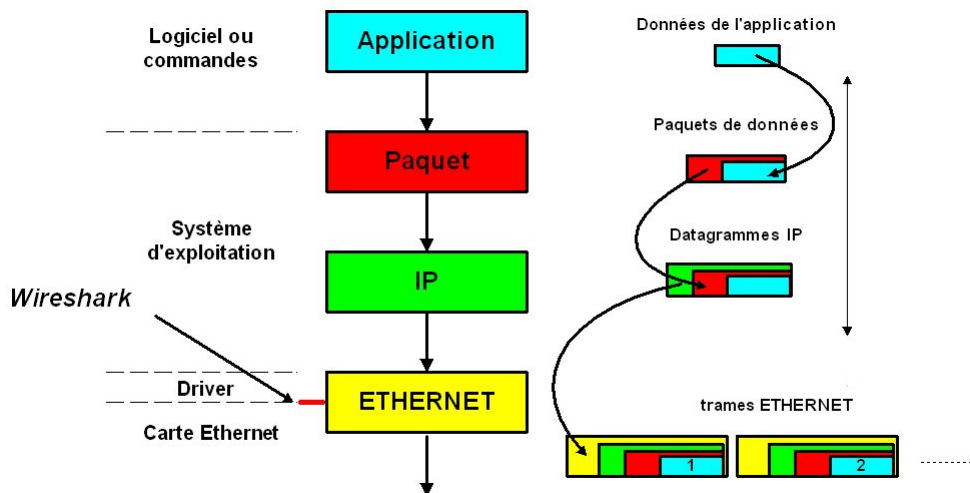 Logiciel ou
commandes
Application
Données de l'application
Paquet
Paquets de données
Système
d'exploitation
IP
Datagrammes IP
Wireshark
Driver
Carte Ethernet
ETHERNET
trames ETHERNET
1
2